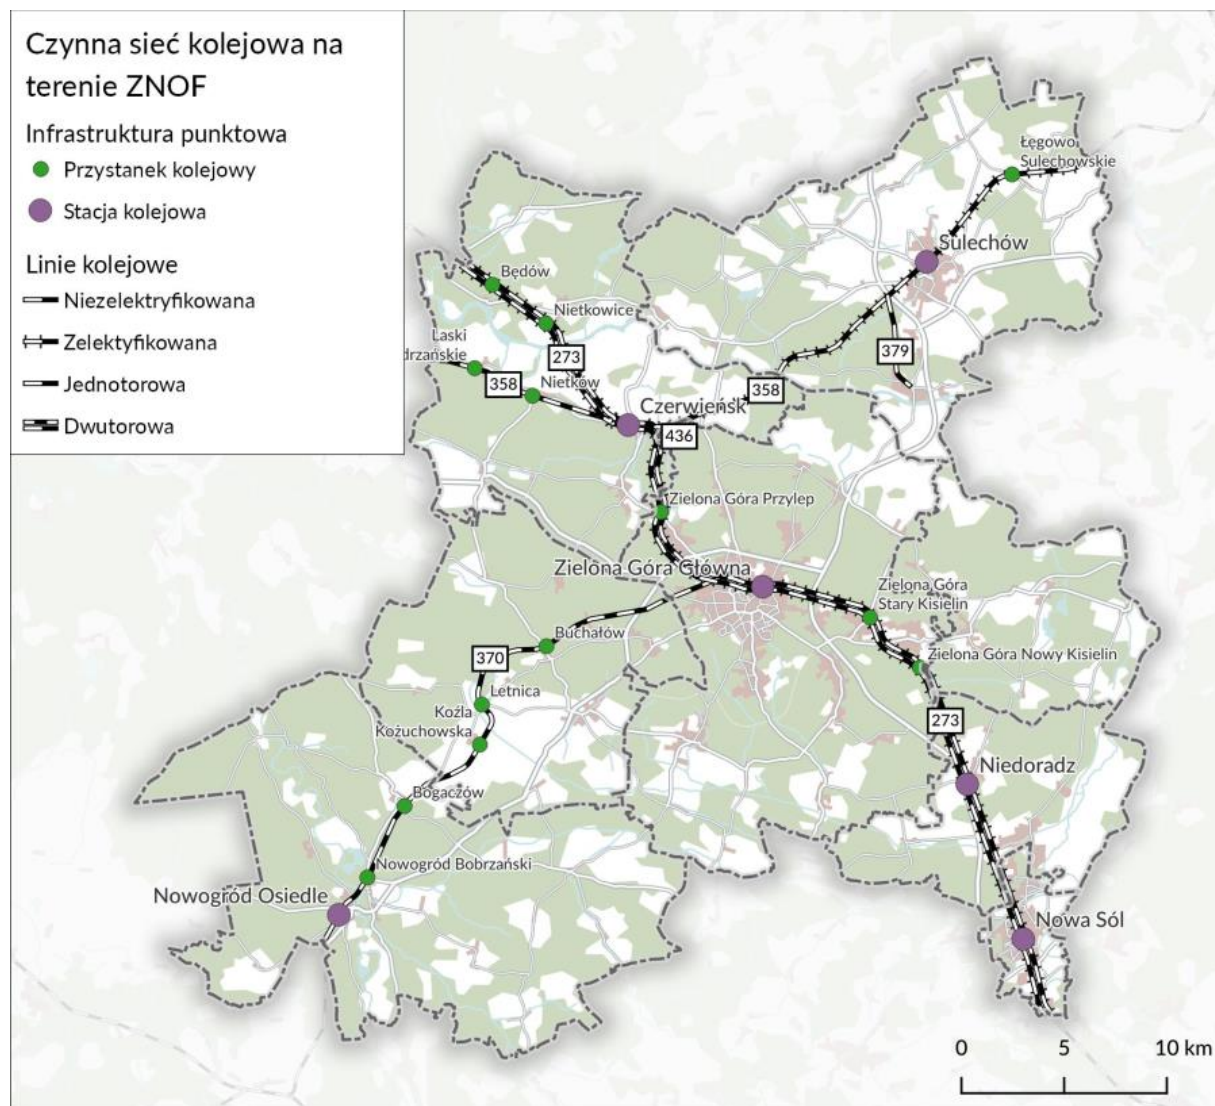 Czynna sieć kolejowa na
terenie ZNOF
Infrastruktura punktowa
Przystanek kolejowy
Stacja kolejowa
Linie kolejowe
Niezelektryfikowana
Zelektyfikowana
Jednotorowa
Dwutorowa
Łęgowo
Sulechowskie
Sulechów
Będów
Nietkowice
Laski
drzańskie
273
379
358
Nietków
358
Czerwieńsk
436
Zielona Góra Przylep
Zielona Góra Główna
Zielona Góra
Stary Kisielin
Buchałów
Zielona Góra Nowy Kisielin
370
Letnica
Koźla
Kożuchowska
273
Niedoradz
Bogaczów
Nowogród Bobrzański
Nowogród Osiedle
Nowa Sól
0 5 10 km